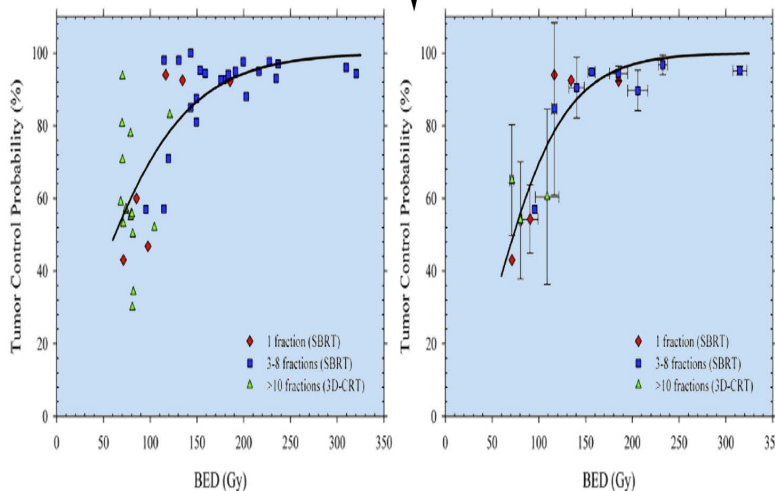 Tumor Control Probability (%)
100
80
60
40
20
0
0 50 100 150 200 250 300 350
BED (Gy)
1 fraction (SBRT)
3-8 fractions (SBRT)
>10 fractions (3D-CRT)
Tumor Control Probability (%)
100
80
60
40
20
0
0 50 100 150 200 250 300 35
BED (Gy)
1 fraction (SBRT)
3-8 fractions (SBRT)
>10 fractions (3D-CRT)